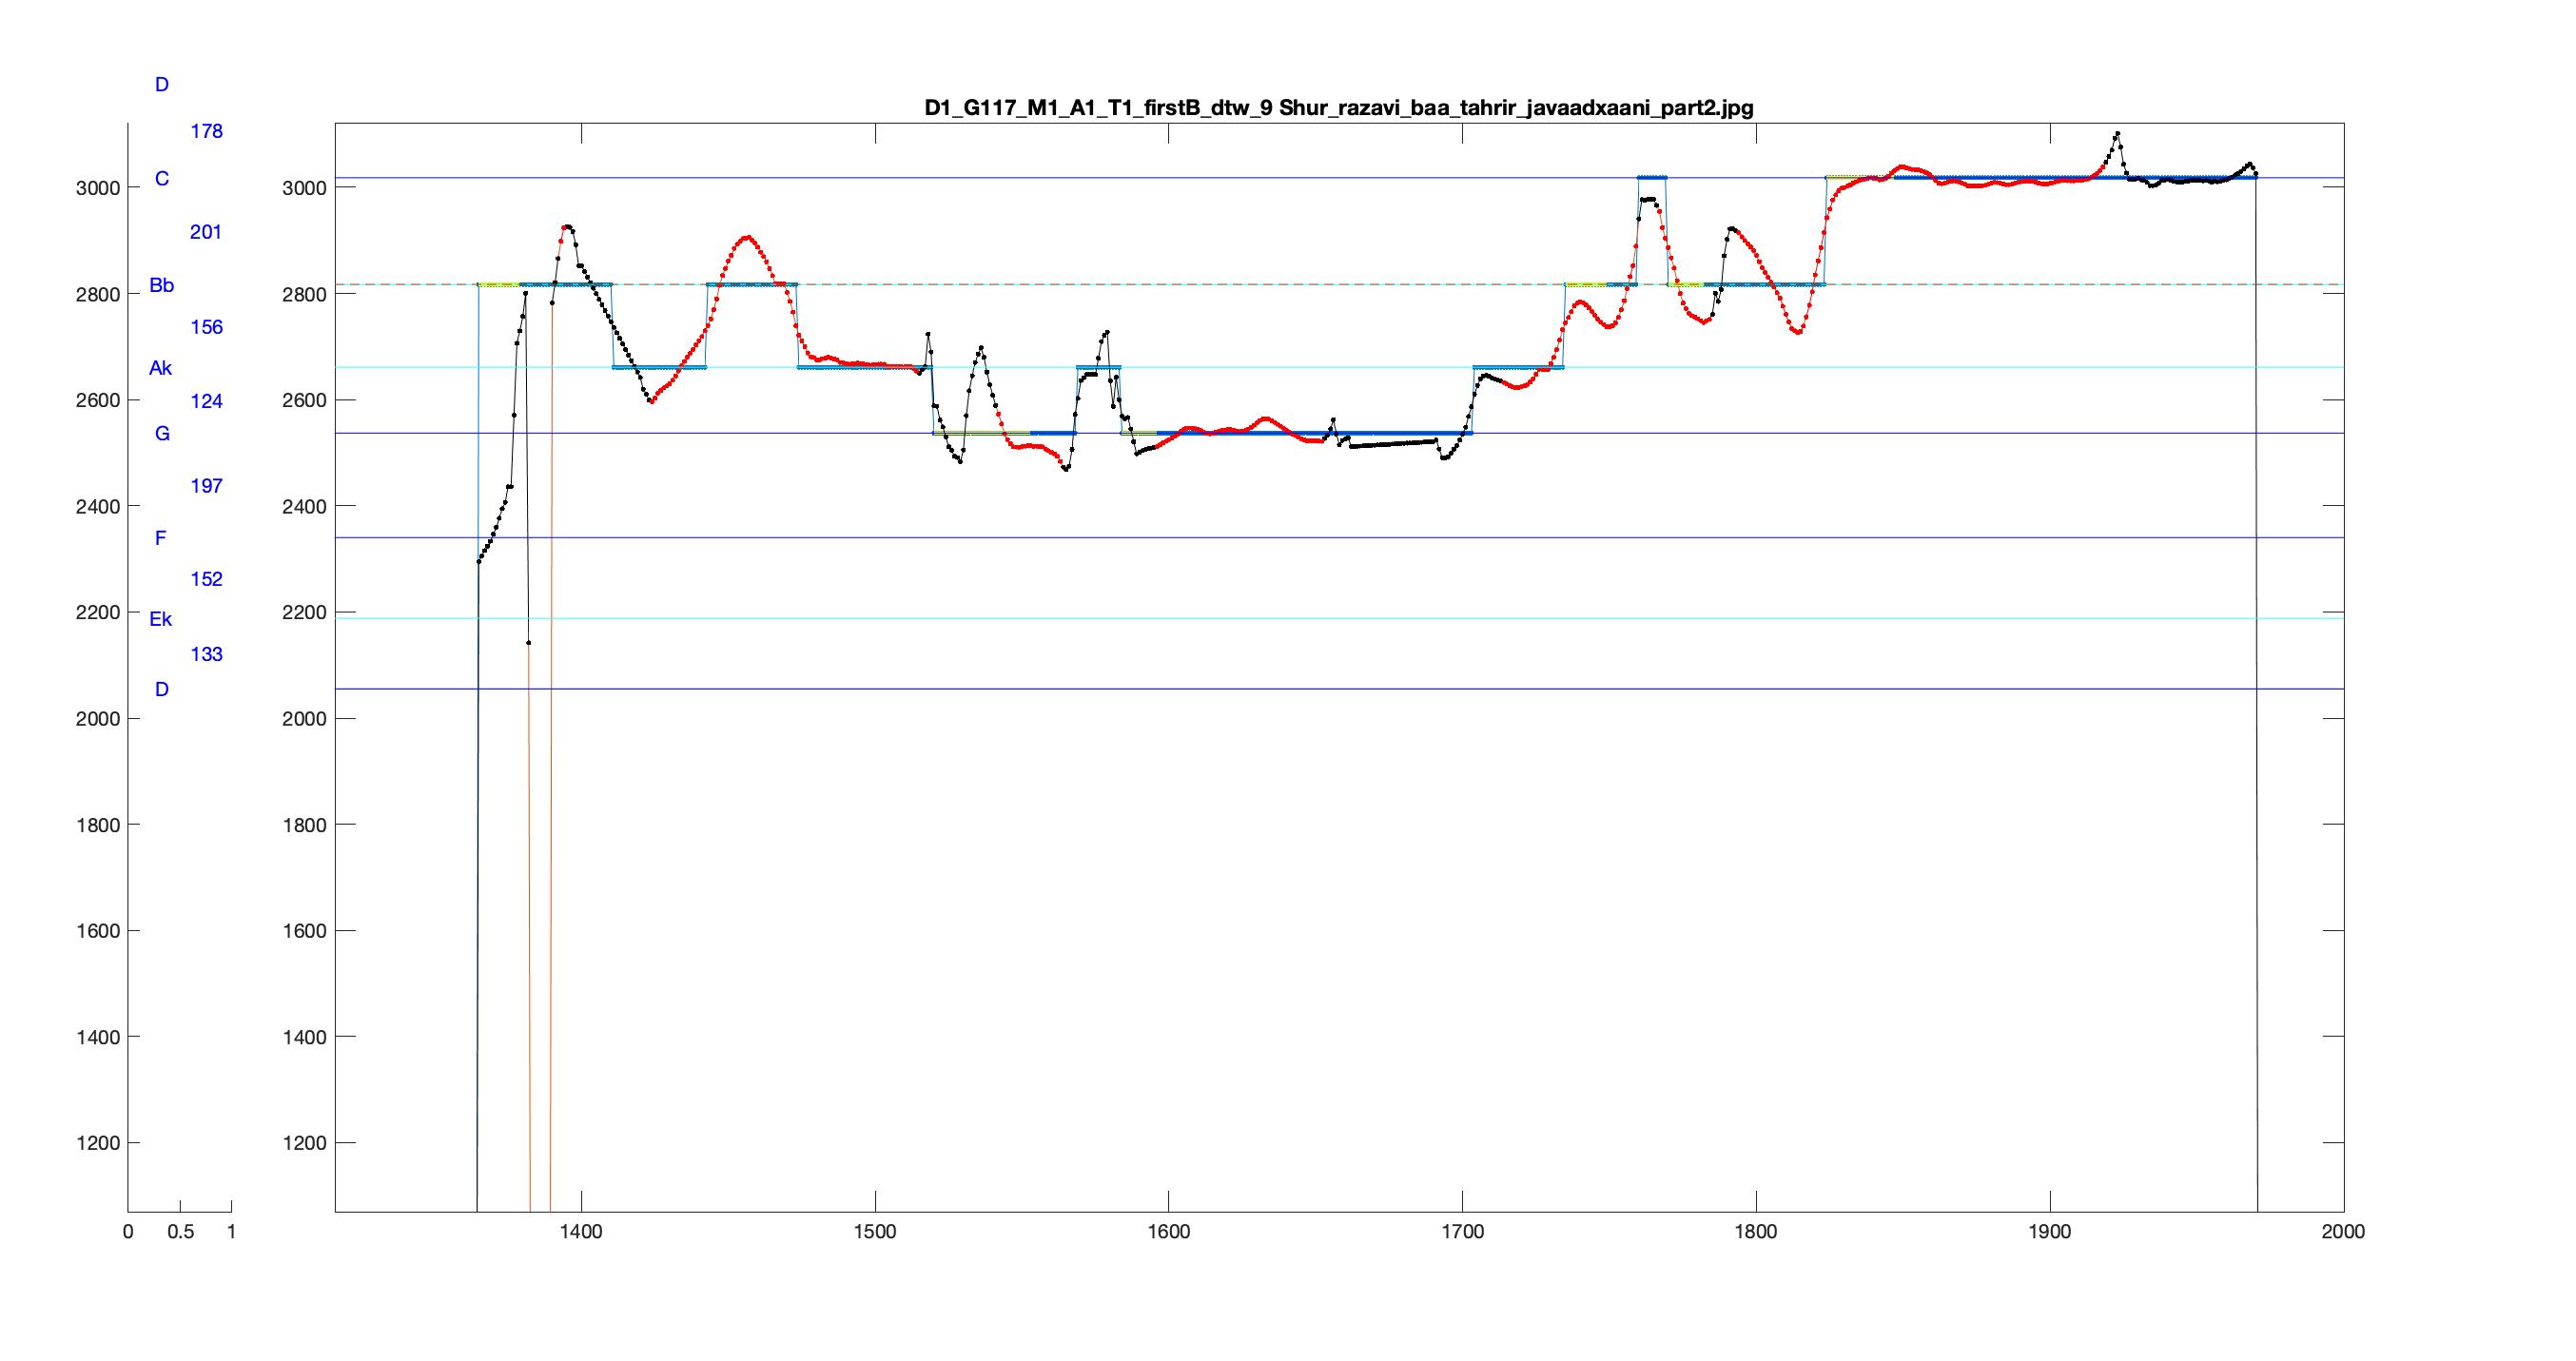 D
D1_G117_M1_A1_T1_firstB_dtw_9 Shur_razavi_baa_tahrir_javaadxaani_part2.jpg
178
3000 C 3000
201
2800 Bb 2800
156
Ak
2600 124 2600
G
197
2400 2400
F
152
2200 Ek 2200
133
D
2000 2000
1800 1800
1600 1600
1400 1400
1200 1200
0 0.5 1 1400 1500 1600 1700 1800 1900 2000